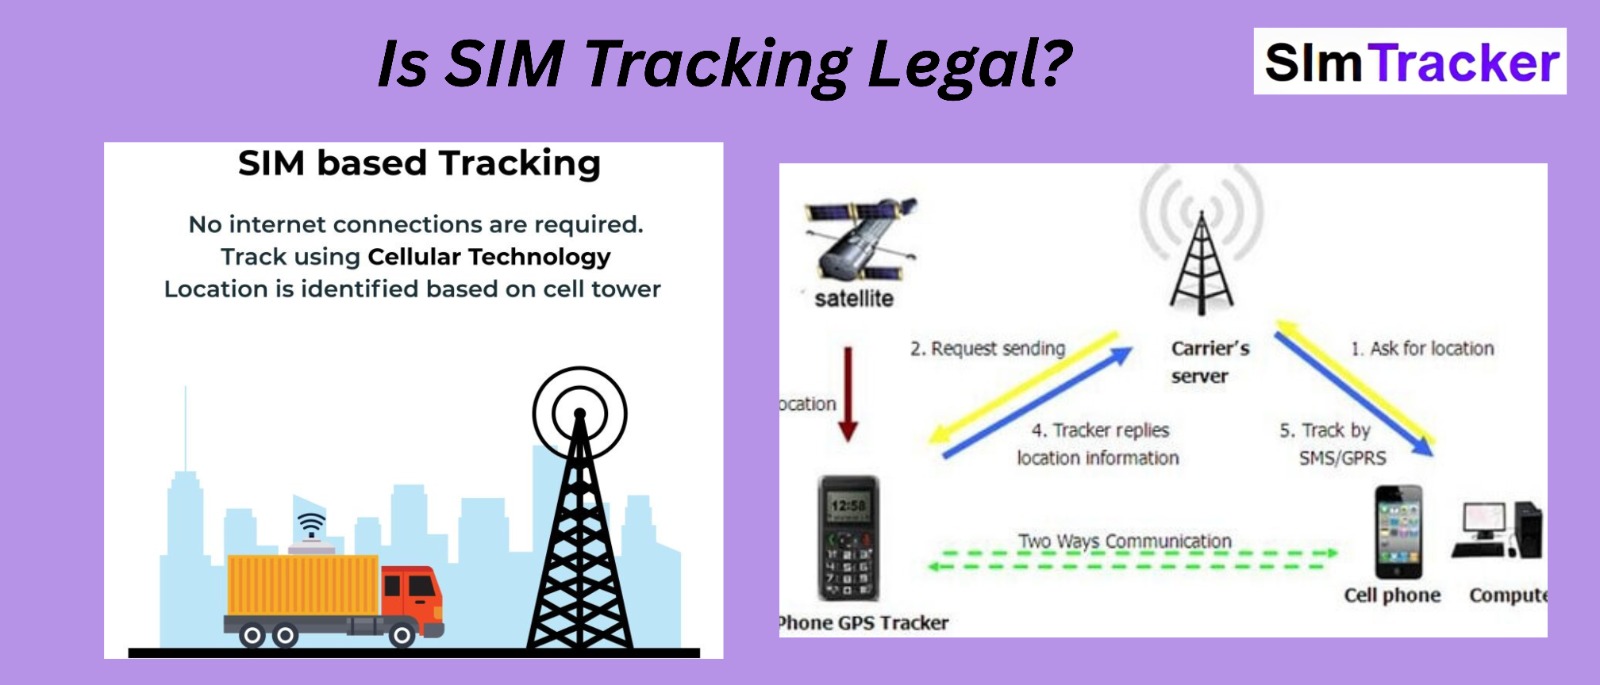 Is SIM Tracking Legal?
SImTracker
SIM based Tracking
No internet connections are required.
Track using Cellular Technology
Location is identified based on cell tower
satellite
2. Request sending
Carrier's
server
1. Ask for location
ocation
4. Tracker replies
location information
5. Track by
SMS/GPRS
12:58
Two Ways Communication
Cell phone
Compute
Phone GPS Tracker